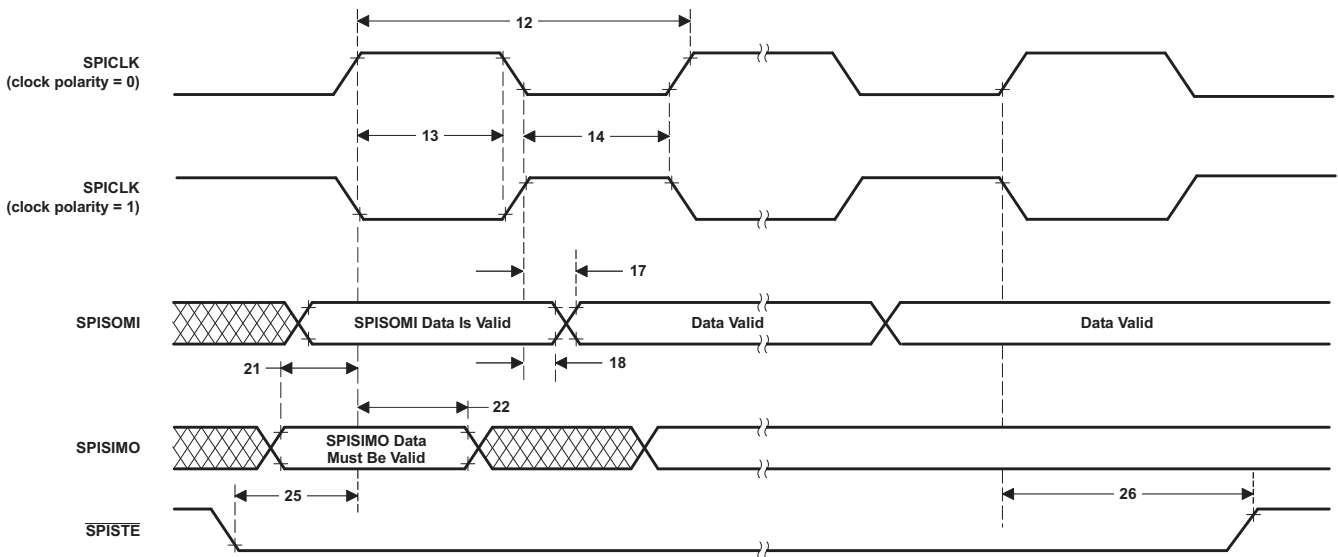 12
SPICLK
(clock polarity = 0)
13
14
SPICLK
(clock polarity = 1)
17
SPISOMI
SPISOMI Data Is Valid
Data Valid
Data Valid
18
21
22
SPISIMO
SPISIMO Data
Must Be Valid
25
26
SPISTE